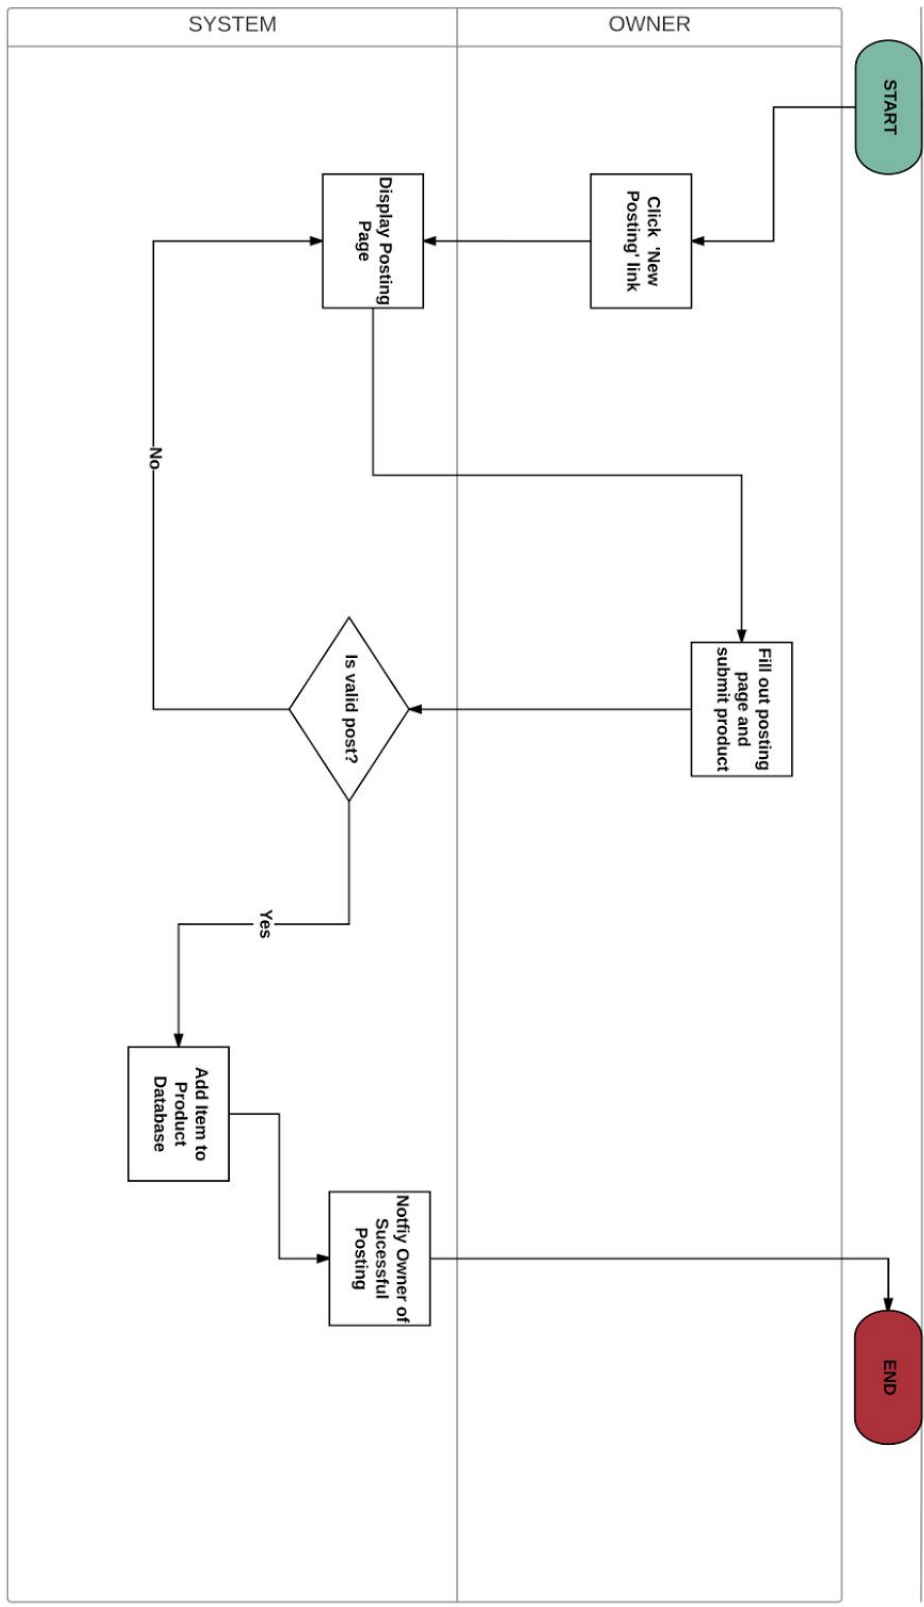 SYSTEM
OWNER
START
Click 'New
Posting' link
Display Posting
Page
Fill out posting
page and
submit product
Is valid post?
No
Yes
Add Item to
Product
Database
Notfiy Owner of
Sucessful
Posting
END